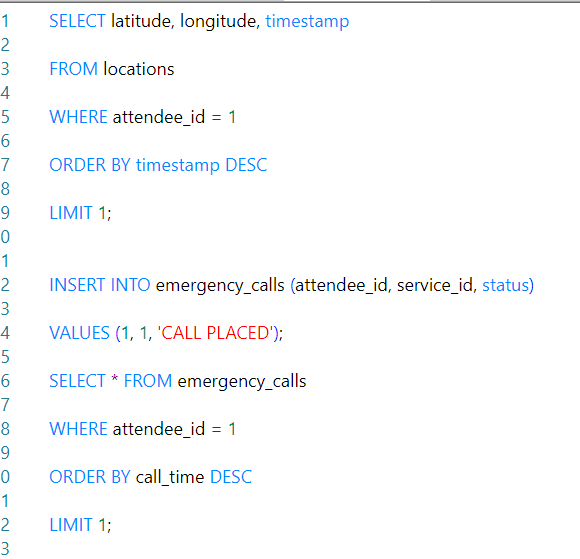 1 SELECT latitude, longitude, timestamp
2
3 FROM locations
4
5 WHERE attendee_id = 1
6
7 ORDER BY timestamp DESC
8
9 LIMIT 1;
0
1
2 INSERT INTO emergency_calls (attendee_id, service_id, status)
3
4 VALUES (1, 1, 'CALL PLACED');
5
6 SELECT * FROM emergency_calls
7
8 WHERE attendee_id = 1
9
0 ORDER BY call_time DESC
1
2 LIMIT 1;
3